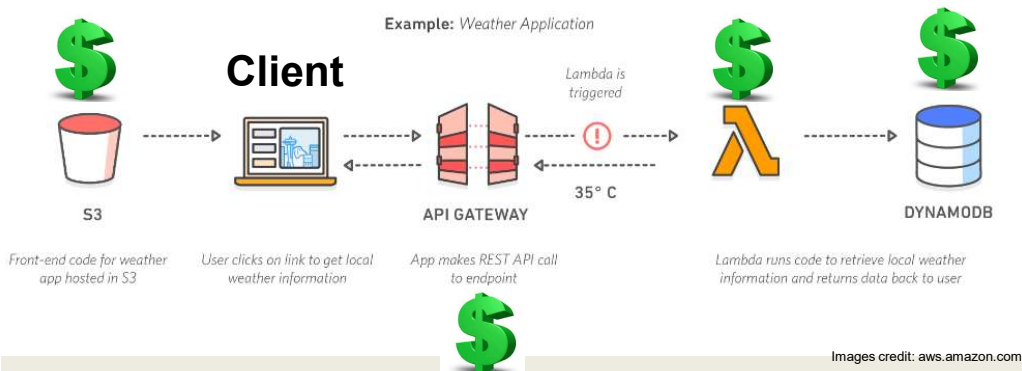 Example: Weather Application
Client
Lambda is
triggered
35° C
S3
API GATEWAY
DYNAMODB
Front-end code for weather
app hosted in S3
User clicks on link to get local
weather information
App makes REST API call
to endpoint
Lambda runs code to retrieve local weather
information and returns data back to user
Images credit: aws.amazon.com